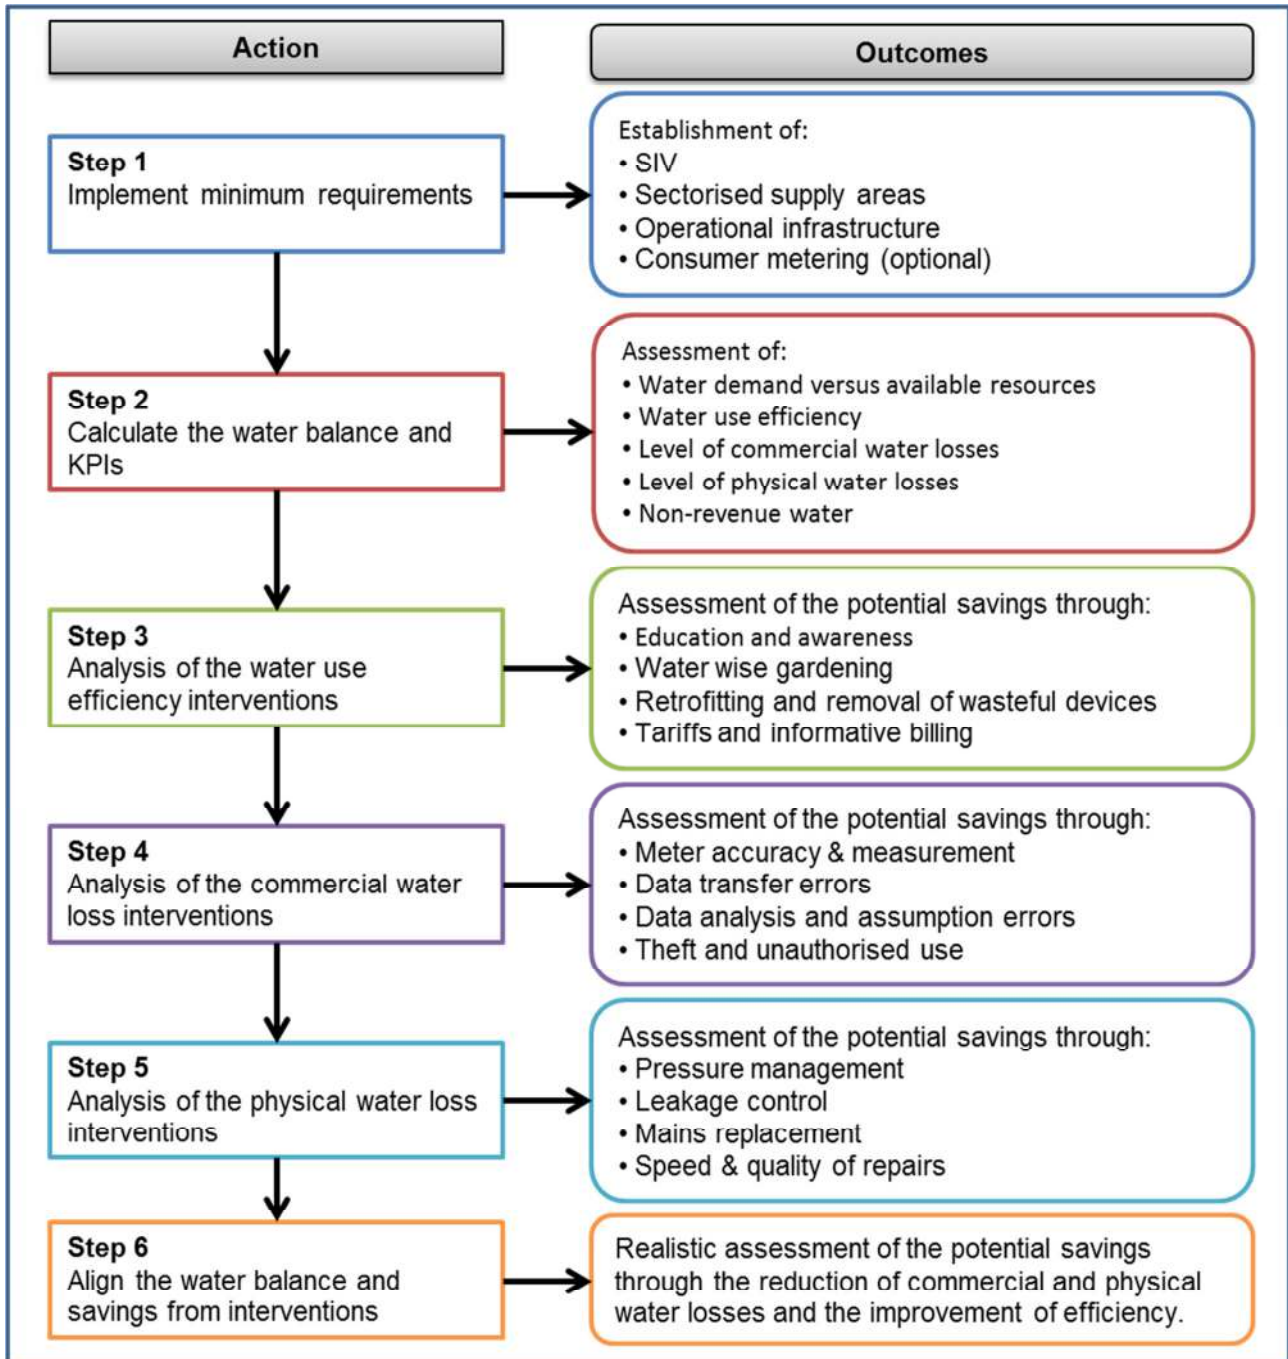 Action
Outcomes
Step 1
Implement minimum requirements
Establishment of:
• SIV
• Sectorised supply areas
• Operational infrastructure
• Consumer metering (optional)
Step 2
Calculate the water balance and
KPIs
Assessment of:
• Water demand versus available resources
• Water use efficiency
• Level of commercial water losses
• Level of physical water losses
• Non-revenue water
Step 3
Analysis of the water use
efficiency interventions
Assessment of the potential savings through:
• Education and awareness
• Water wise gardening
• Retrofitting and removal of wasteful devices
• Tariffs and informative billing
Step 4
Analysis of the commercial water
loss interventions
Assessment of the potential savings through:
• Meter accuracy & measurement
• Data transfer errors
• Data analysis and assumption errors
• Theft and unauthorised use
Step 5
Analysis of the physical water loss
interventions
Assessment of the potential savings through:
• Pressure management
• Leakage control
• Mains replacement
• Speed & quality of repairs
Step 6
Align the water balance and
savings from interventions
Realistic assessment of the potential savings
through the reduction of commercial and physical
water losses and the improvement of efficiency.